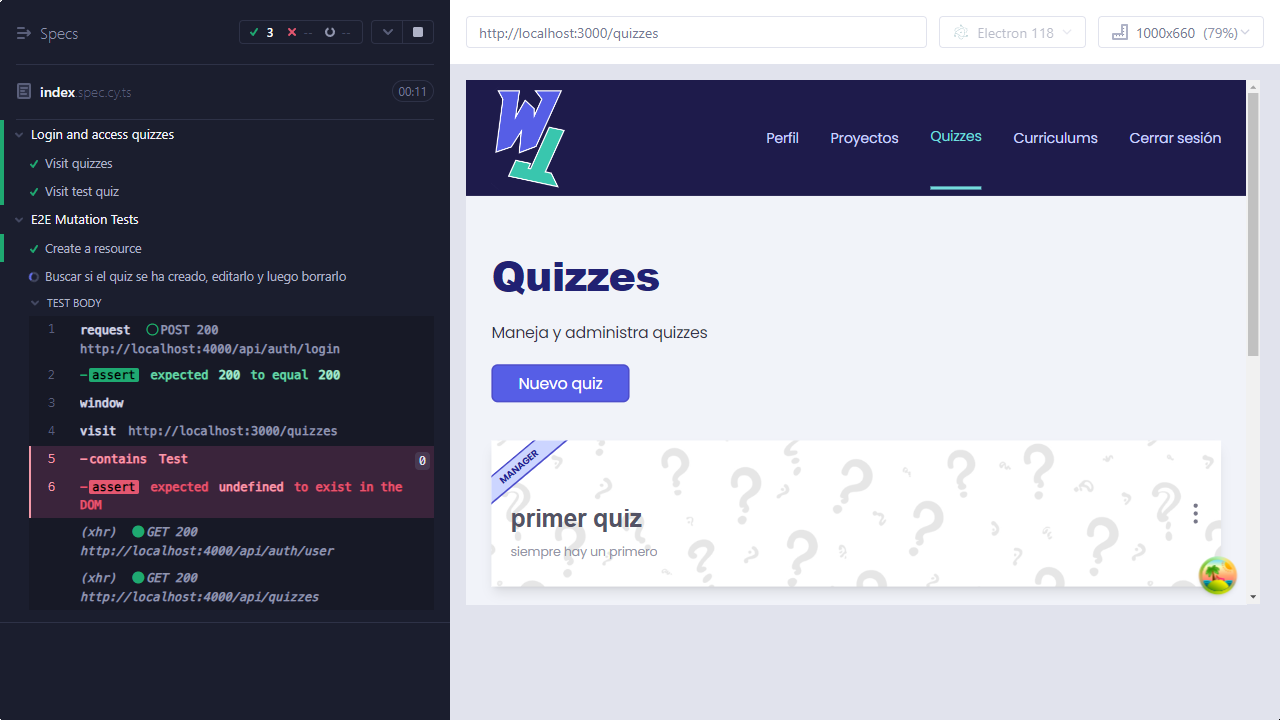 Specs
3 -- --
index.spec.cy.ts
00:11
Login and access quizzes
Visit quizzes
Visit test quiz
E2E Mutation Tests
Create a resource
Buscar si el quiz se ha creado, editarlo y luego borrarlo
TEST BODY
1 request POST 200
http://localhost:4000/api/auth/login
2 -assert expected 200 to equal 200
3 window
4 visit http://localhost:3000/quizzes
5 -contains Test 0
6 -assert expected undefined to exist in the
DOM
(xhr) GET 200
http://localhost:4000/api/auth/user
(xhr) GET 200
http://localhost:4000/api/quizzes
http://localhost:3000/quizzes
Electron 118
1000x660 (79%)
WI
Perfil Proyectos Quizzes Curriculums Cerrar sesión
Quizzes
Maneja y administra quizzes
Nuevo quiz
MANAGER
primer quiz
siempre hay un primero